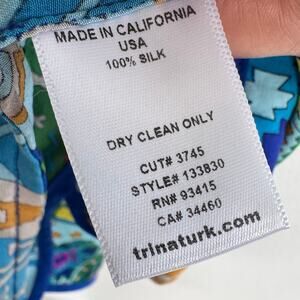 MADE IN CALIFORNIA
USA
100% SILK
DRY CLEAN ONLY
CUT# 3745
STYLE# 133830
RN# 93415
CA# 34460
trinaturk.com